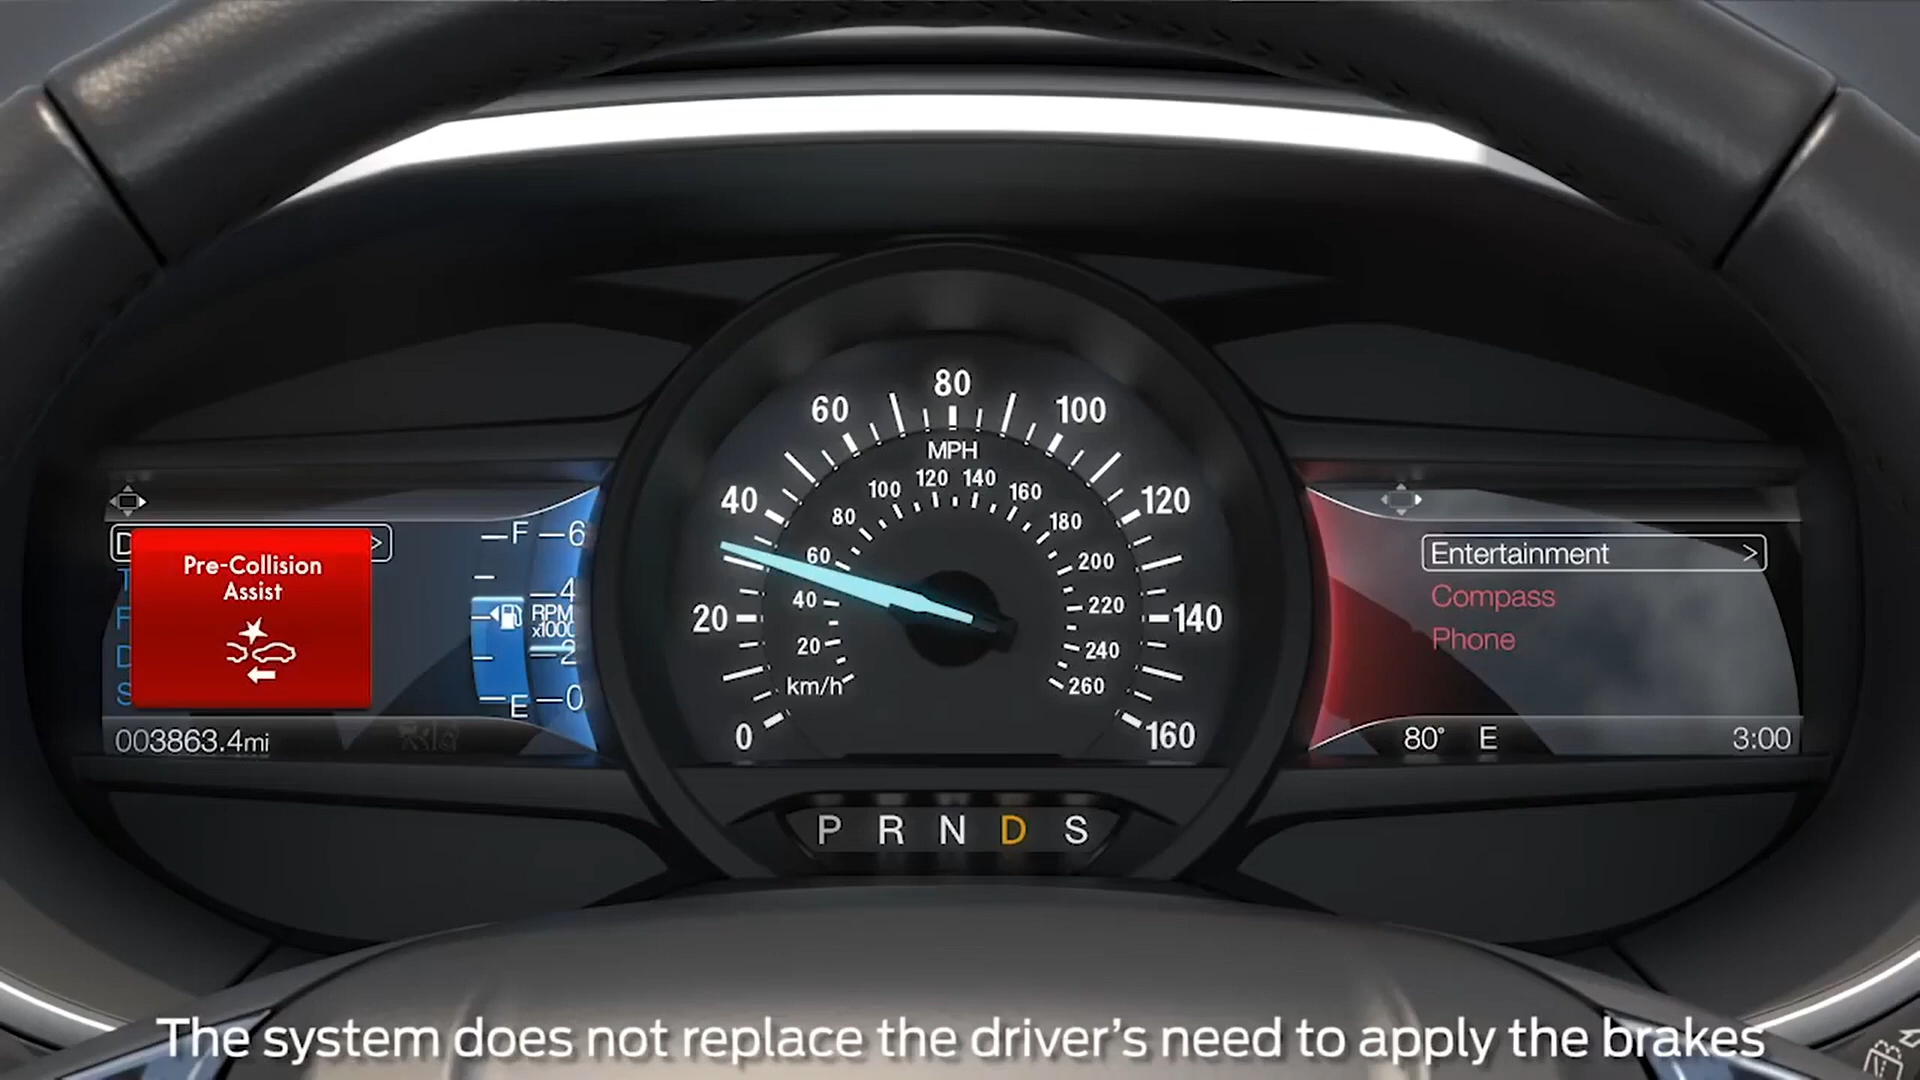 80
60
100
MPH
120 140
100
160
40
120
80
180
60
200
40
220
20
140
20
240
km/h
260
0
160
P R N D S
D
>
Pre-Collision
Assist
T
F
D
S
003863.4mi
F
6
4
RPM
x1000
2
E
0
Entertainment >
Compass
Phone
80° E
3:00
The system does not replace the driver's need to apply the brakes